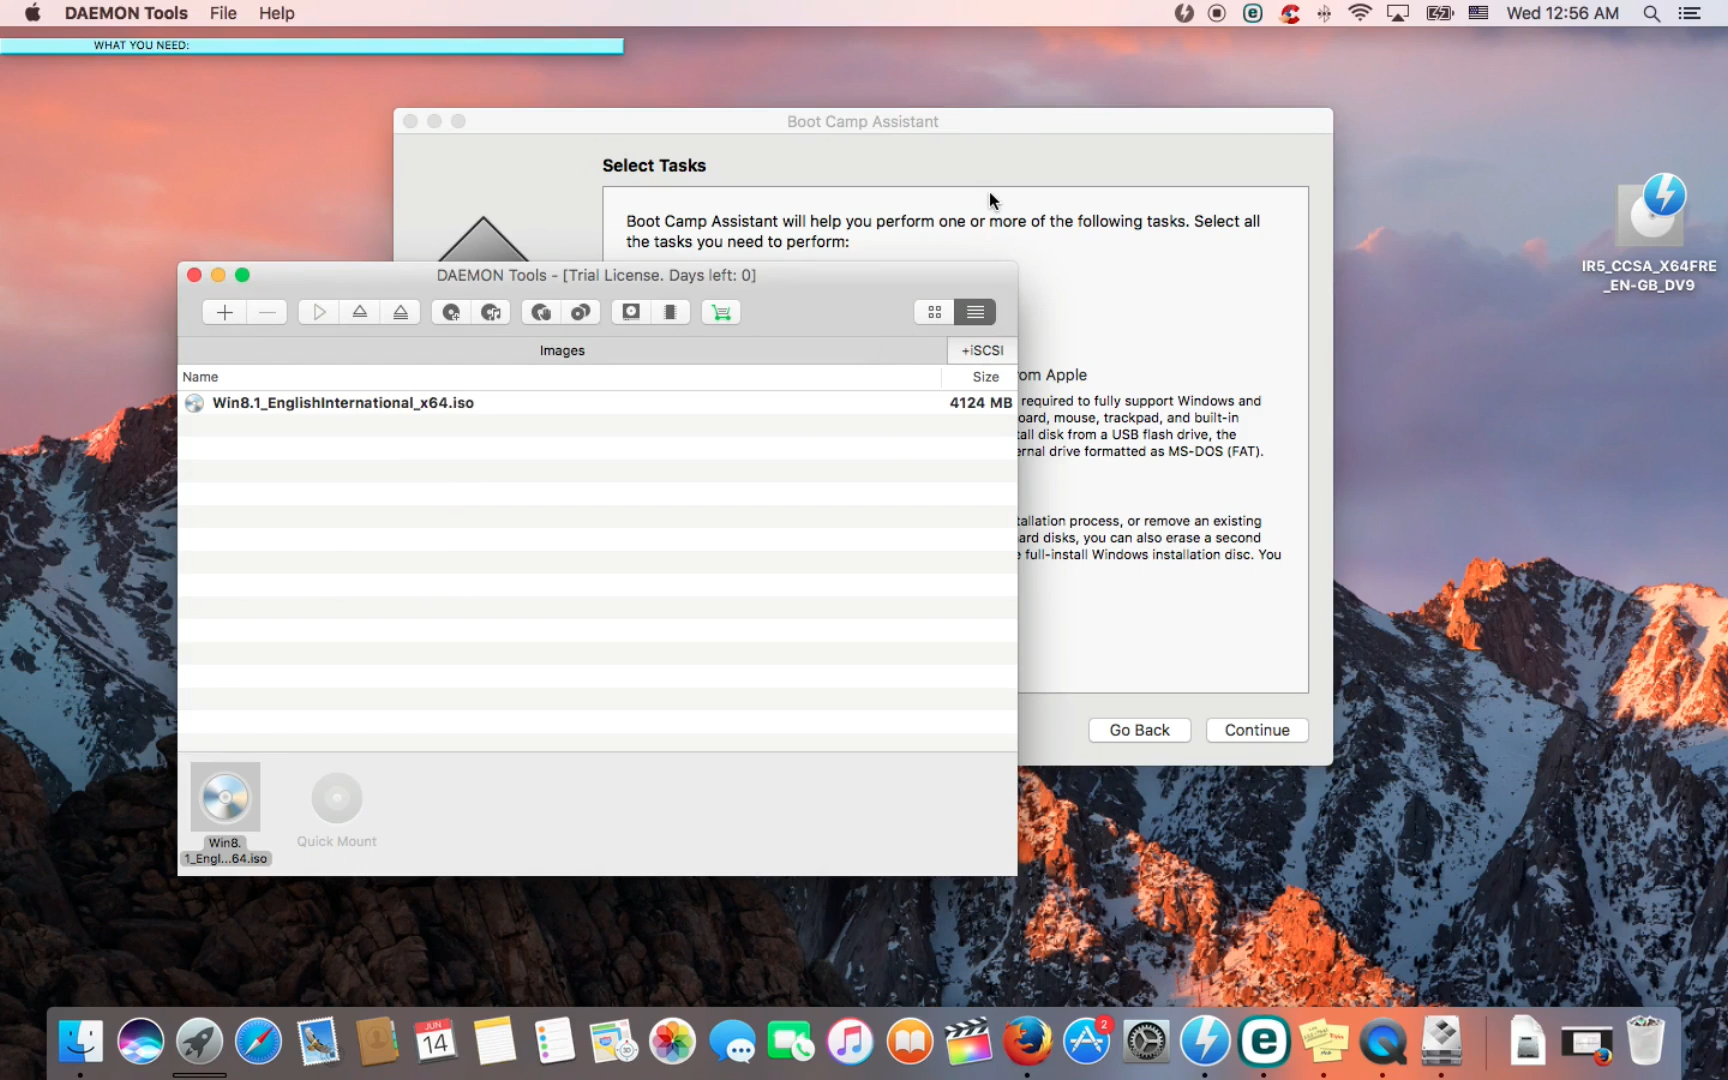 DAEMON Tools File Help
Wed 12:56 AM
WHAT YOU NEED:
Boot Camp Assistant
Select Tasks
Boot Camp Assistant will help you perform one or more of the following tasks. Select all
the tasks you need to perform:
IR5_CCSA_X64FRE
_EN-GB_DV9
DAEMON Tools - [Trial License. Days left: 0]
Images
+iSCSI
Name
Size
Win8.1_EnglishInternational_x64.iso
4124 MB
om Apple
required to fully support Windows and
oard, mouse, trackpad, and built-in
tall disk from a USB flash drive, the
ernal drive formatted as MS-DOS (FAT).
tallation process, or remove an existing
ard disks, you can also erase a second
full-install Windows installation disc. You
Go Back
Continue
Win8.
1_Engl...64.iso
Quick Mount
JUN
14
2